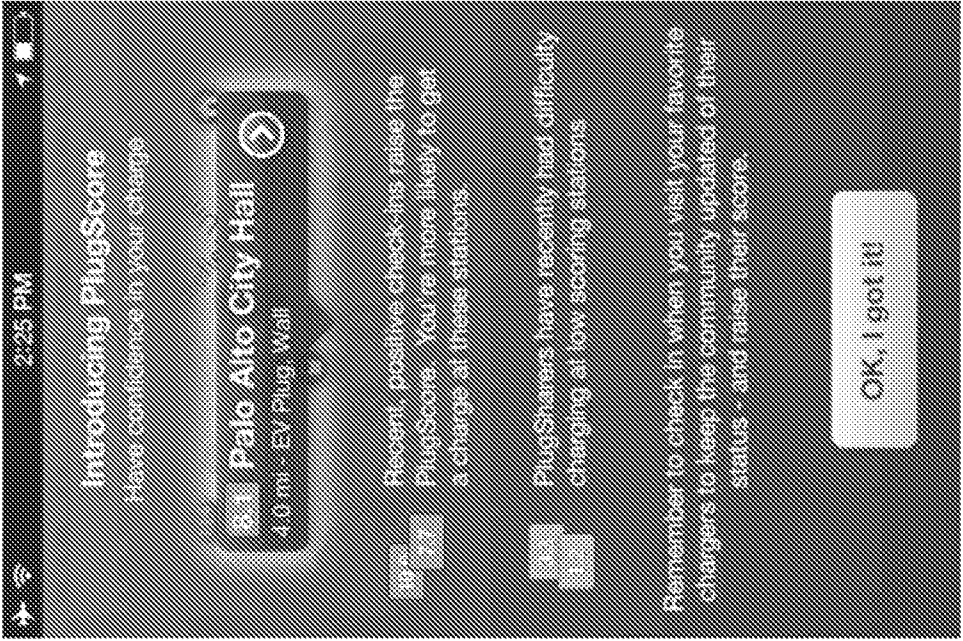 2:25 PM
Introducing PlugScore
Have confidence in your charge.
8.1 Palo Alto City Hall
4.0 mi - EV Plug, Wall
10
Recent, positive check-ins raise the
PlugScore. You're more likely to get
a charge at these stations.
PlugSharers have recently had difficulty
charging at low scoring stations.
Remember to check in when you visit your favorite
chargers to keep the community updated of their
status - and raise their score.
OK, I got it!